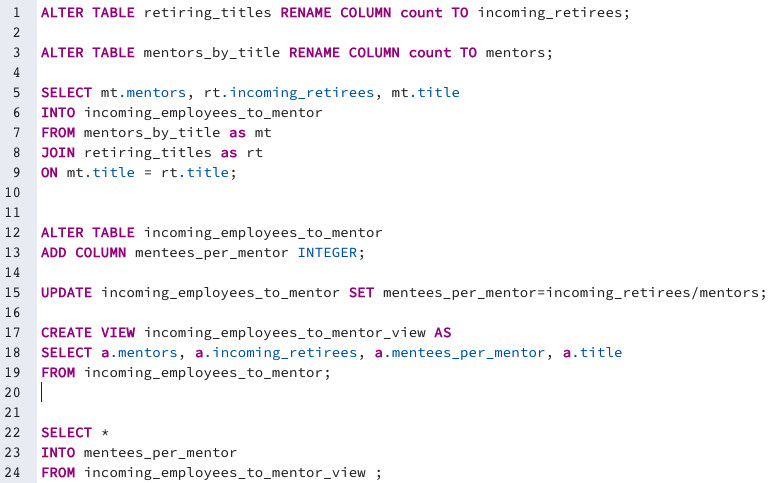 1 ALTER TABLE retiring_titles RENAME COLUMN count TO incoming_retirees;
2
3 ALTER TABLE mentors_by_title RENAME COLUMN count TO mentors;
4
5 SELECT mt.mentors, rt.incoming_retirees, mt.title
6 INTO incoming_employees_to_mentor
7 FROM mentors_by_title as mt
8 JOIN retiring_titles as rt
9 ON mt.title = rt.title;
10
11
12 ALTER TABLE incoming_employees_to_mentor
13 ADD COLUMN mentees_per_mentor INTEGER;
14
15 UPDATE incoming_employees_to_mentor SET mentees_per_mentor=incoming_retirees/mentors;
16
17 CREATE VIEW incoming_employees_to_mentor_view AS
18 SELECT a.mentors, a.incoming_retirees, a.mentees_per_mentor, a.title
19 FROM incoming_employees_to_mentor;
20
21
22 SELECT *
23 INTO mentees_per_mentor
24 FROM incoming_employees_to_mentor_view ;